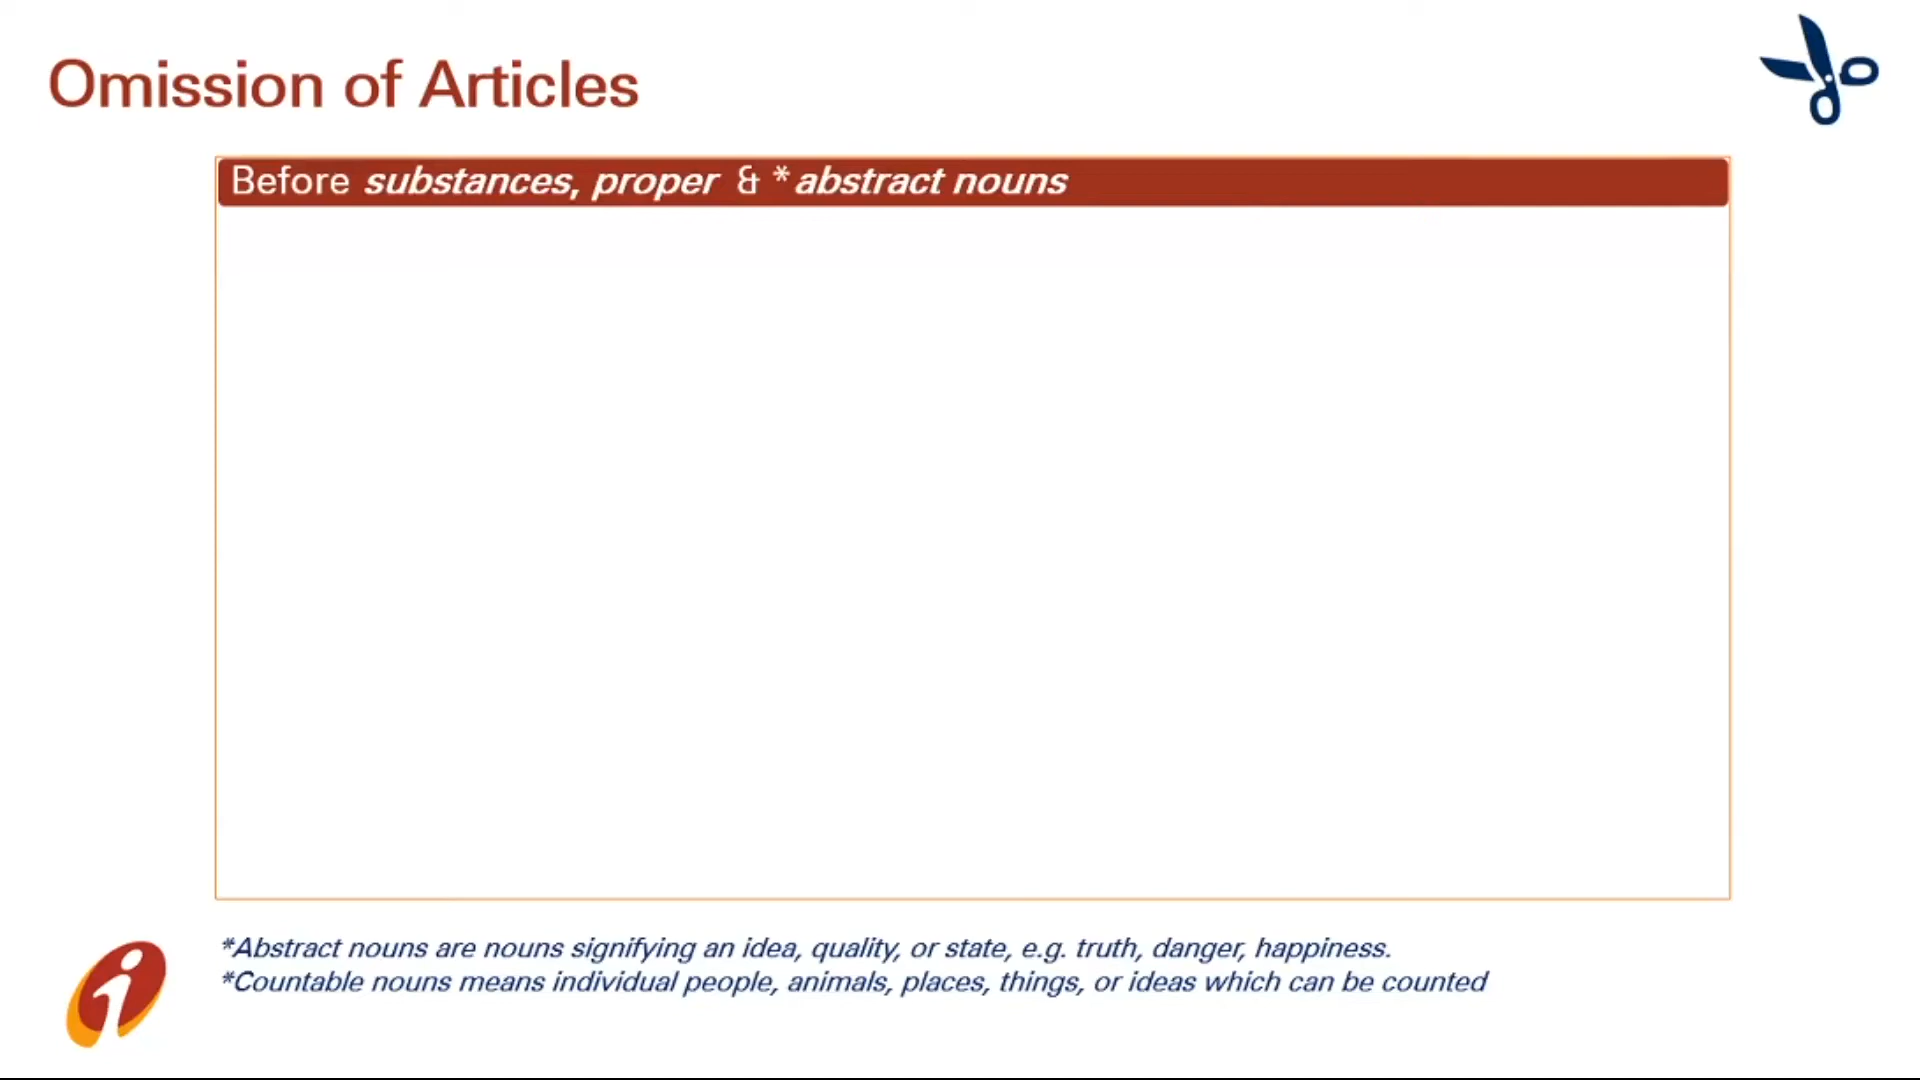 Omission of Articles
Before substances, proper & *abstract nouns
*Abstract nouns are nouns signifying an idea, quality, or state, e.g. truth, danger, happiness.
*Countable nouns means individual people, animals, places, things, or ideas which can be counted